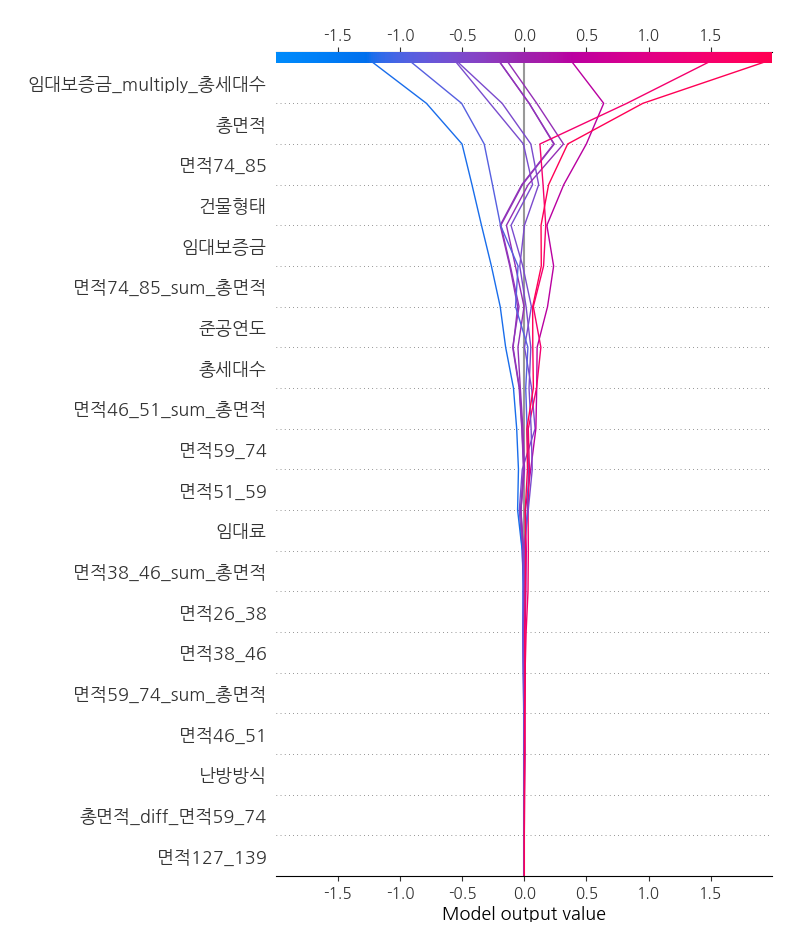 -1.5 -1.0 -0.5 0.0 0.5 1.0 1.5
임대보증금_multiply_총세대수
총면적
면적74_85
건물형태
임대보증금
면적74_85_sum_총면적
준공연도
총세대수
면적46_51_sum_총면적
면적59_74
면적51_59
임대료
면적38_46_sum_총면적
면적26_38
면적38_46
면적59_74_sum_총면적
면적46_51
난방방식
총면적_diff_면적59_74
면적127_139
-1.5 -1.0 -0.5 0.0 0.5 1.0 1.5
Model output value